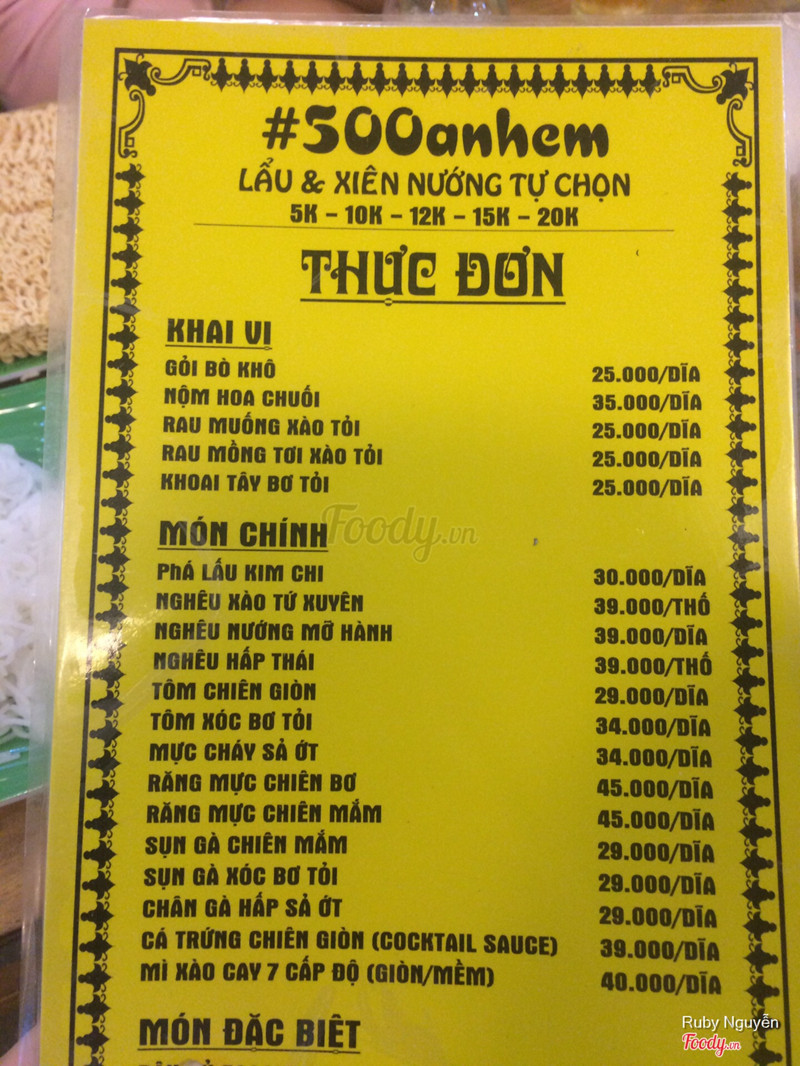 #500anhem
LẨU & XIÊN NƯỚNG TỰ CHỌN
5K – 10K – 12K – 15K – 20K
THỰC ĐƠN
KHAI VỊ
GỎI BÒ KHÔ 25.000/DĨA
NỘM HOA CHUỐI 35.000/DĨA
RAU MUỐNG XÀO TỎI 25.000/DĨA
RAU MỒNG TƠI XÀO TỎI 25.000/DĨA
KHOAI TÂY BƠ TỎI 25.000/DĨA
MÓN CHÍNH
Foody.vn
PHÁ LẤU KIM CHI 30.000/DĨA
NGHÊU XÀO TỨ XUYÊN 39.000/THỐ
NGHÊU NƯỚNG MỠ HÀNH 39.000/DĨA
NGHÊU HẤP THÁI 39.000/THỐ
TÔM CHIÊN GIÒN 29.000/DĨA
TÔM XÓC BƠ TỎI 34.000/DĨA
MỰC CHÁY SẢ ỚT 34.000/DĨA
RĂNG MỰC CHIÊN BƠ 45.000/DĨA
RĂNG MỰC CHIÊN MẮM 45.000/DĨA
SỤN GÀ CHIÊN MẮM 29.000/DĨA
SỤN GÀ XÓC BƠ TỎI 29.000/DĨA
CHÂN GÀ HẤP SẢ ỚT 29.000/DĨA
CÁ TRỨNG CHIÊN GIÒN (COCKTAIL SAUCE) 39.000/DĨA
MÌ XÀO CAY 7 CẤP ĐỘ (GIÒN/MỀM) 40.000/DĨA
MÓN ĐẶC BIỆT
Ruby Nguyễn
Foody.vn